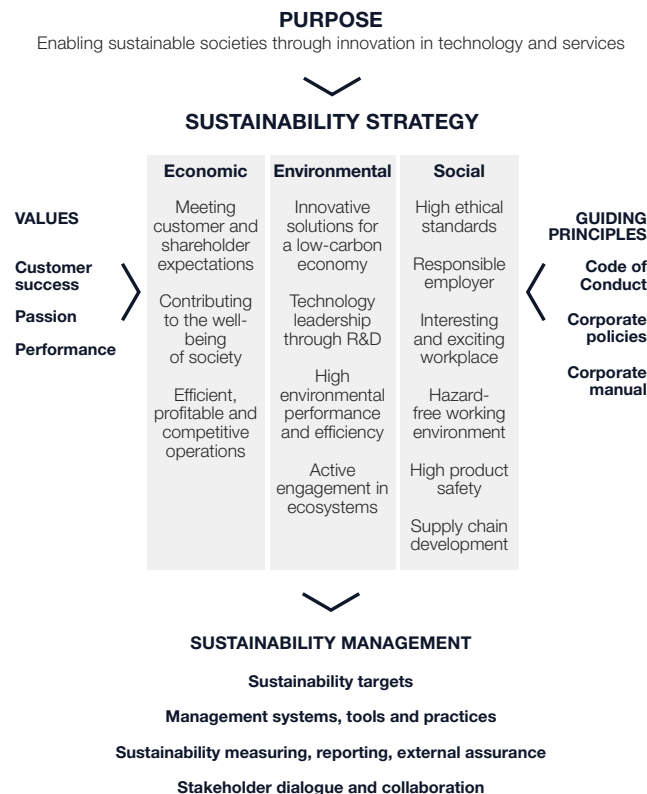 PURPOSE
Enabling sustainable societies through innovation in technology and services
SUSTAINABILITY STRATEGY
VALUES
Customer
success
Passion
Performance
Economic
Meeting
customer and
shareholder
expectations
Contributing
to the well-
being
of society
Efficient,
profitable and
competitive
operations
Environmental
Innovative
solutions for
a low-carbon
economy
Technology
leadership
through R&D
High
environmental
performance
and efficiency
Active
engagement in
ecosystems
Social
High ethical
standards
Responsible
employer
Interesting
and exciting
workplace
Hazard-
free working
environment
High product
safety
Supply chain
development
GUIDING
PRINCIPLES
Code of
Conduct
Corporate
policies
Corporate
manual
SUSTAINABILITY MANAGEMENT
Sustainability targets
Management systems, tools and practices
Sustainability measuring, reporting, external assurance
Stakeholder dialogue and collaboration